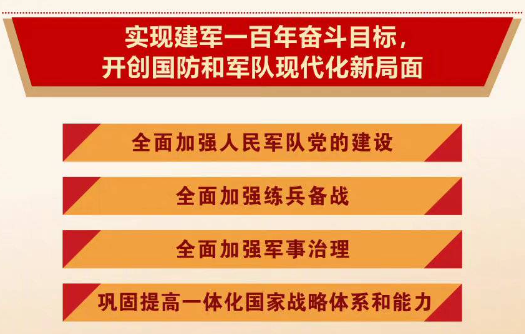 实现建军一百年奋斗目标，
开创国防和军队现代化新局面
全面加强人民军队党的建设
全面加强练兵备战
全面加强军事治理
巩固提高一体化国家战略体系和能力